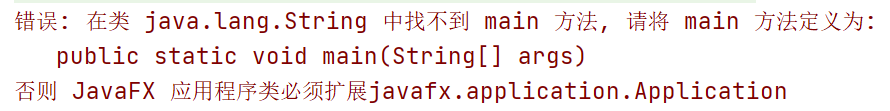 错误: 在类 java.lang.String 中找不到 main 方法, 请将 main 方法定义为:
   public static void main(String[] args)
否则 JavaFX 应用程序类必须扩展javafx.application.Application